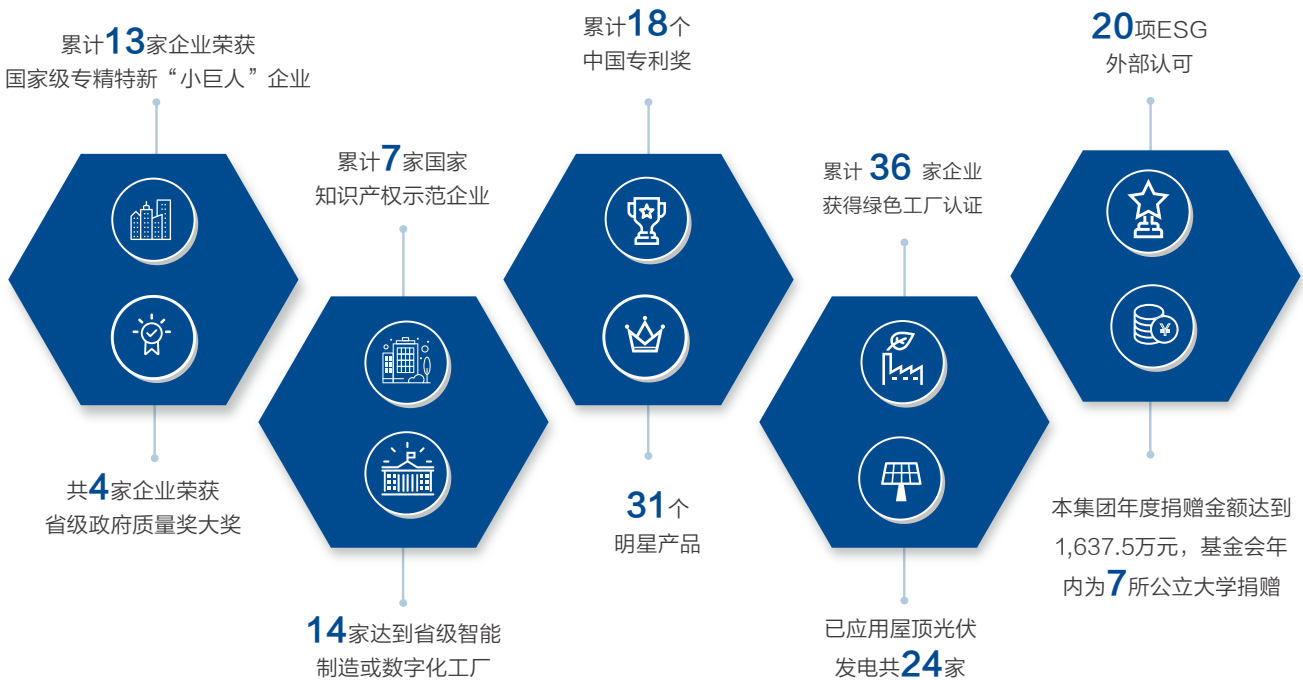 累计13家企业荣获
国家级专精特新“小巨人”企业
共4家企业荣获
省级政府质量奖大奖
累计7家国家
知识产权示范企业
14家达到省级智能
制造或数字化工厂
累计18个
中国专利奖
31个
明星产品
累计 36 家企业
获得绿色工厂认证
已应用屋顶光伏
发电共24家
20项ESG
外部认可
¥
本集团年度捐赠金额达到
1,637.5万元，基金会年
内为7所公立大学捐赠